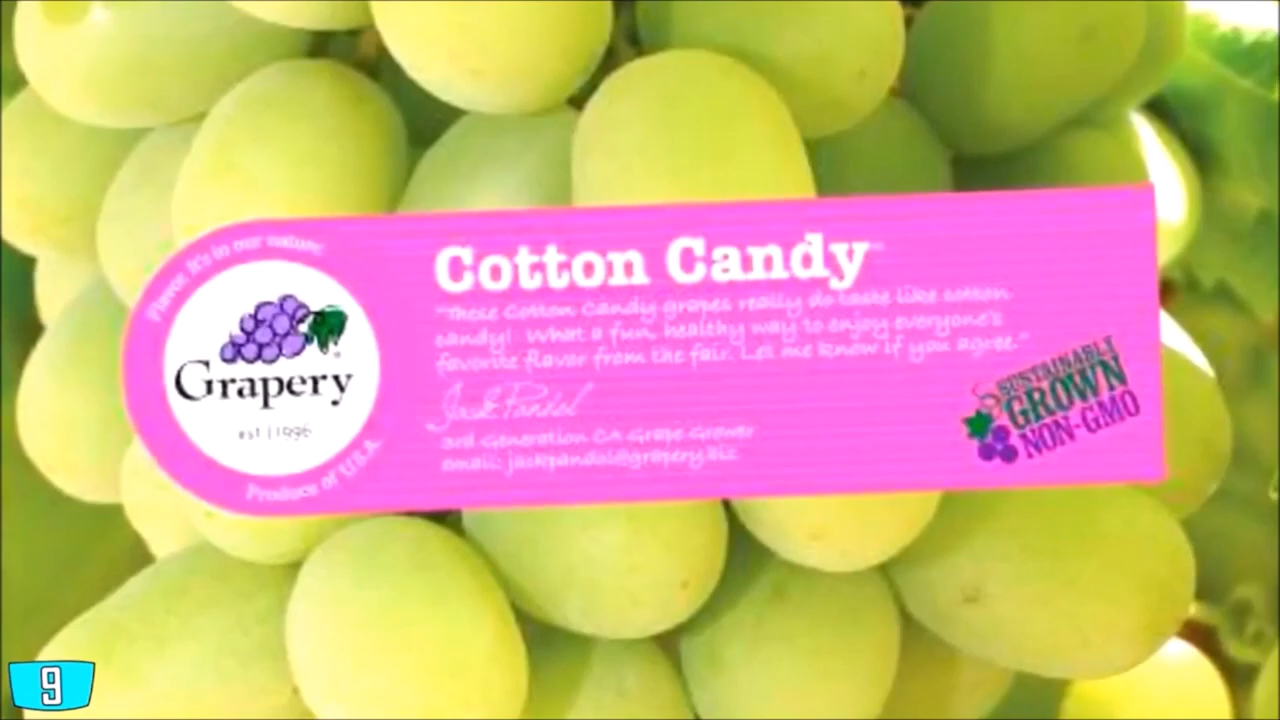 Flavor. It's in our nature.
Grapery
est | 1996
Produce of U.S.A.
Cotton Candy
"These Cotton Candy grapes really do taste like cotton
candy! What a fun, healthy way to enjoy everyone's
favorite flavor from the fair. Let me know if you agree."
Jack Pandol
3rd Generation CA Grape Grower
email: jackpandol@grapery.biz
SUSTAINABLY
GROWN
NON-GMO
9